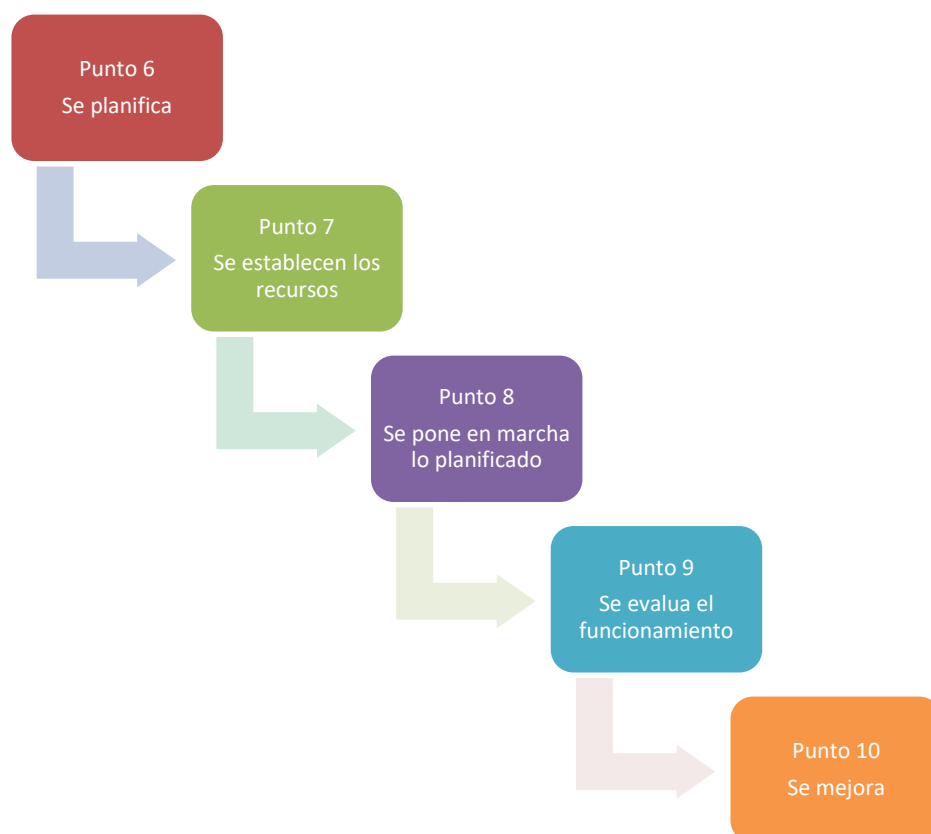 Punto 6
Se planifica
Punto 7
Se establecen los
recursos
Punto 8
Se pone en marcha
lo planificado
Punto 9
Se evalua el
funcionamiento
Punto 10
Se mejora